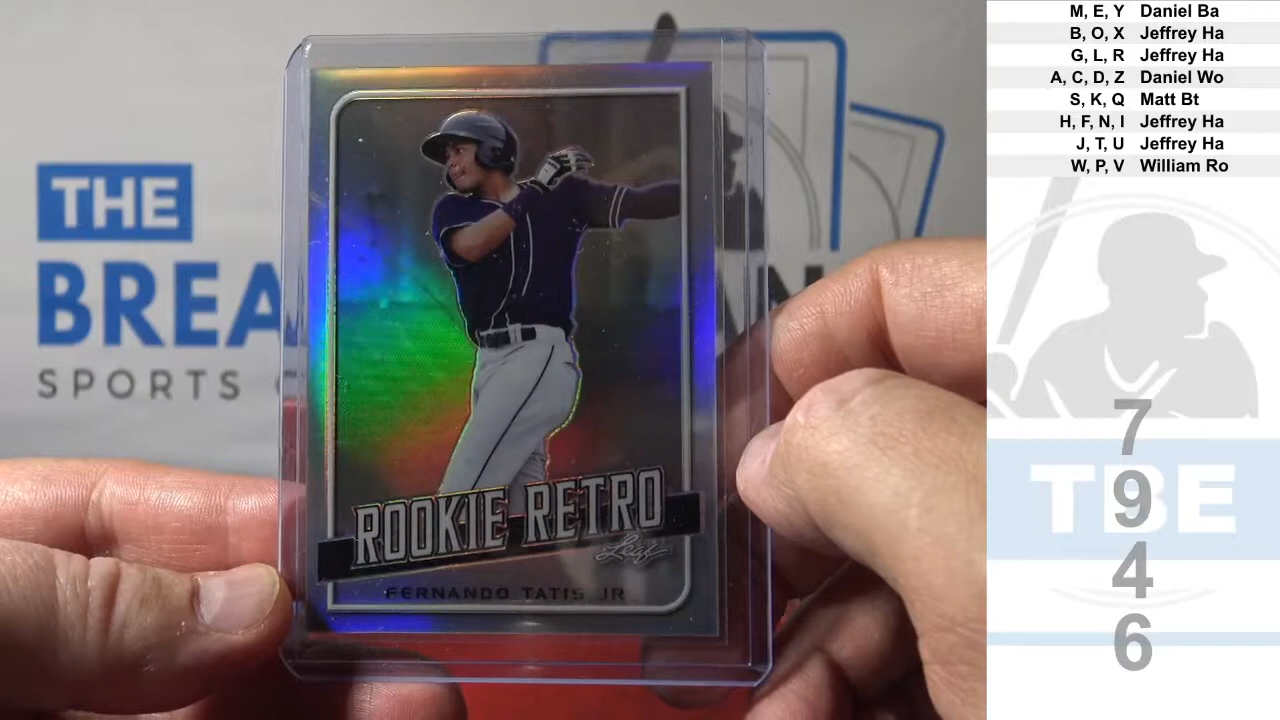 THE
BREA
SPORTS
ROOKIE RETRO
Leaf
FERNANDO TATIS JR
M, E, Y Daniel Ba
B, O, X Jeffrey Ha
G, L, R Jeffrey Ha
A, C, D, Z Daniel Wo
S, K, Q Matt Bt
H, F, N, I Jeffrey Ha
J, T, U Jeffrey Ha
W, P, V William Ro
TBE
7
9
4
6